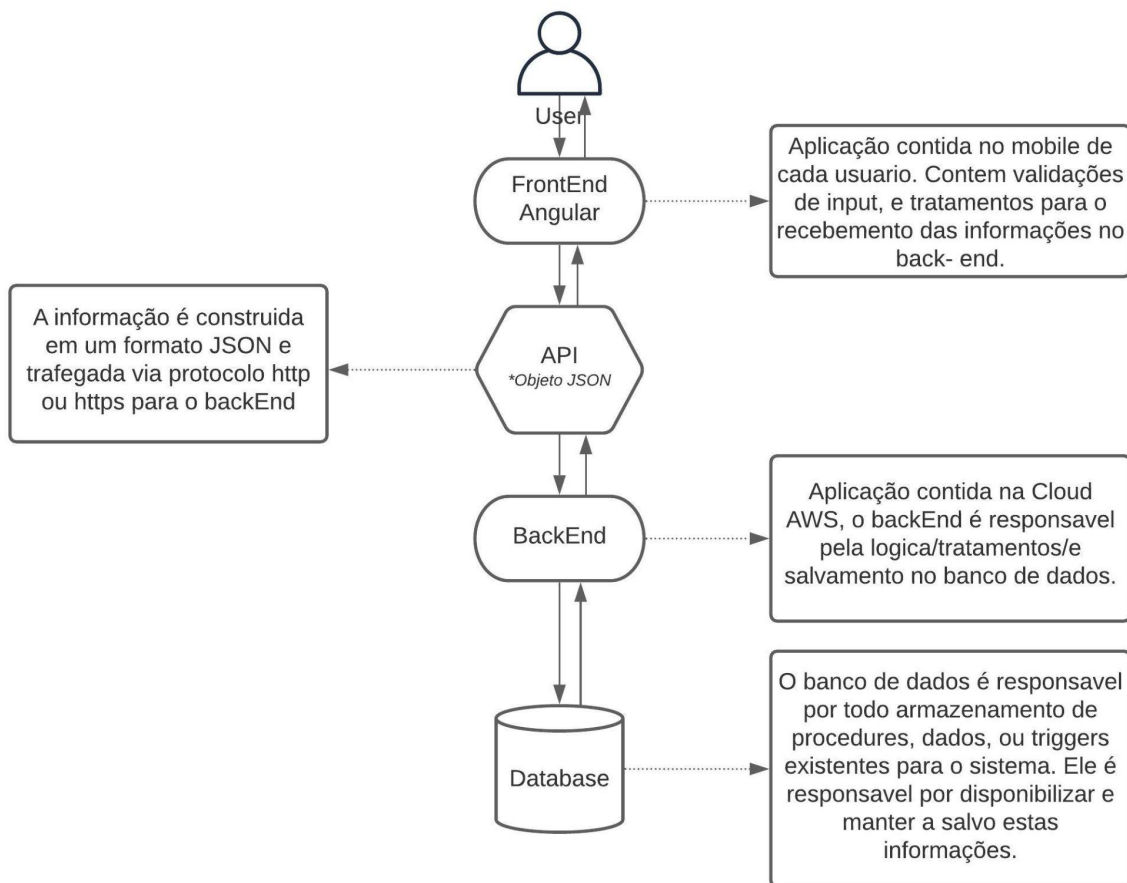 User
FrontEnd
Angular
Aplicação contida no mobile de
cada usuario. Contem validações
de input, e tratamentos para o
recebemento das informações no
back- end.
A informação é construida
em um formato JSON e
trafegada via protocolo http
ou https para o backEnd
API
*Objeto JSON
BackEnd
Aplicação contida na Cloud
AWS, o backEnd é responsavel
pela logica/tratamentos/e
salvamento no banco de dados.
Database
O banco de dados é responsavel
por todo armazenamento de
procedures, dados, ou triggers
existentes para o sistema. Ele é
responsavel por disponibilizar e
manter a salvo estas
informações.